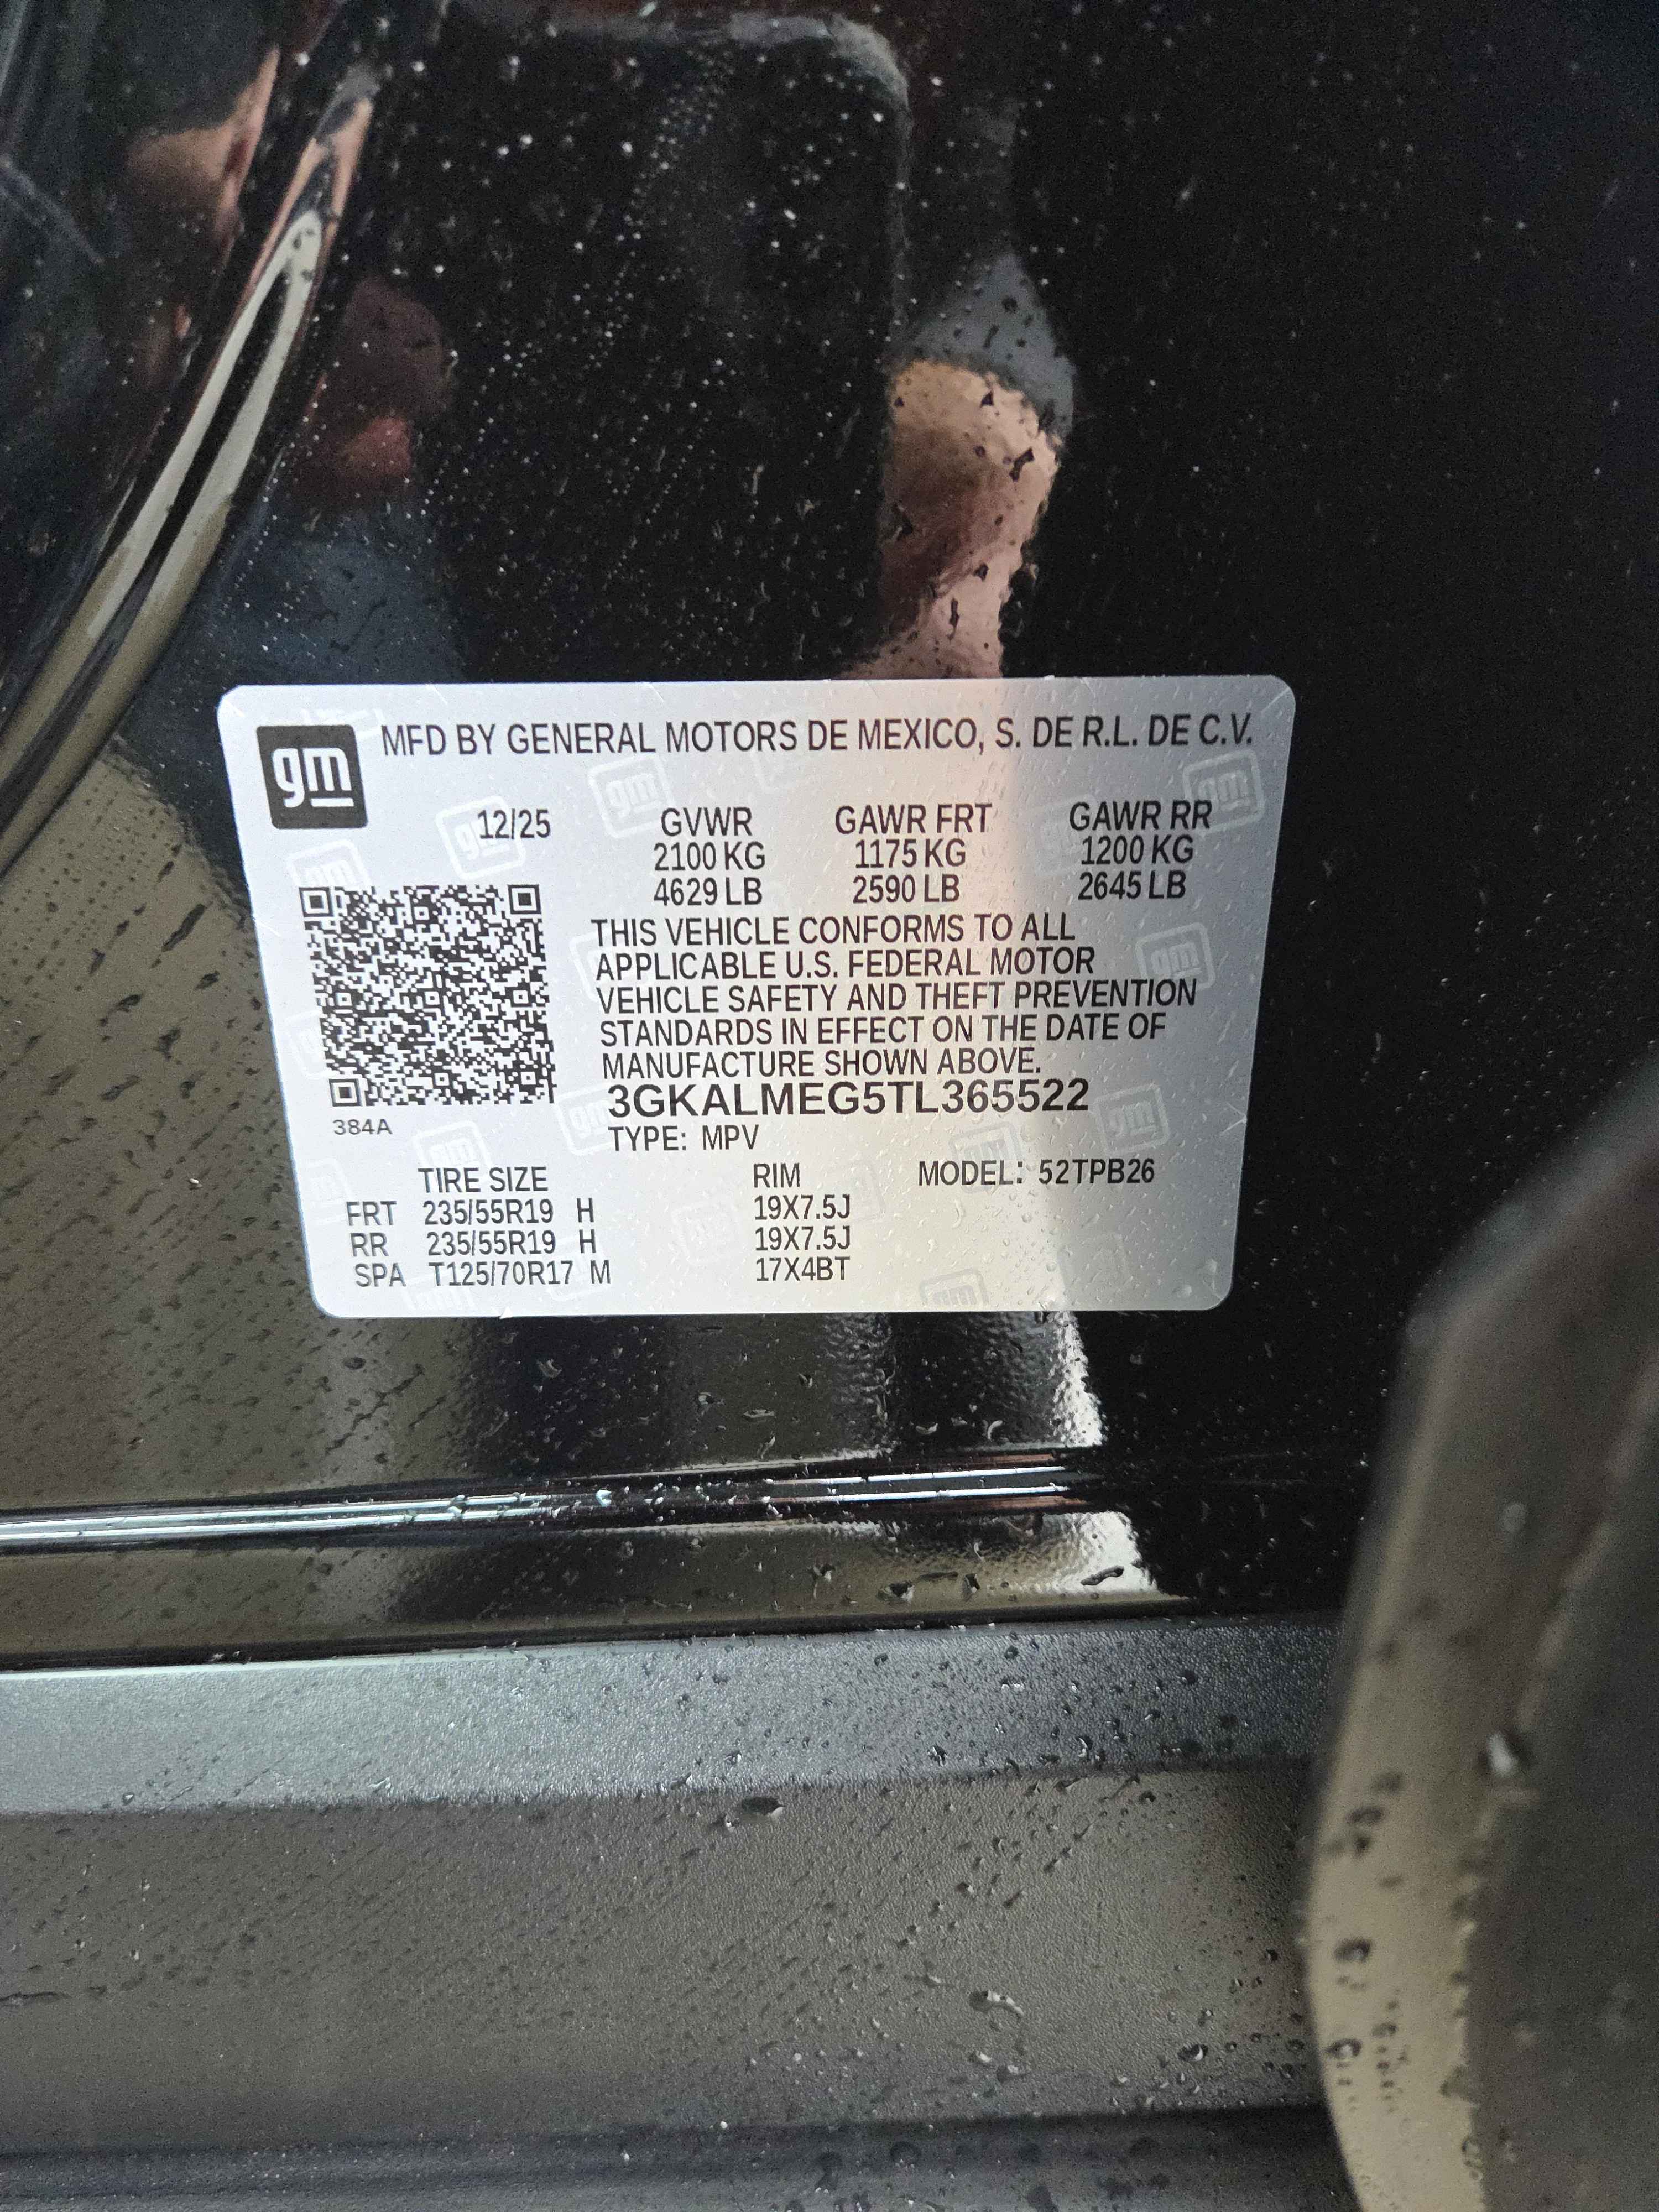 gm MFD BY GENERAL MOTORS DE MEXICO, S. DE R.L. DE C.V.
12/25 GVWR GAWR FRT GAWR RR
2100 KG 1175 KG 1200 KG
4629 LB 2590 LB 2645 LB
THIS VEHICLE CONFORMS TO ALL
APPLICABLE U.S. FEDERAL MOTOR
VEHICLE SAFETY AND THEFT PREVENTION
STANDARDS IN EFFECT ON THE DATE OF
MANUFACTURE SHOWN ABOVE.
3GKALMEG5TL365522
384A
TYPE: MPV
TIRE SIZE RIM MODEL: 52TPB26
FRT 235/55R19 H 19X7.5J
RR 235/55R19 H 19X7.5J
SPA T125/70R17 M 17X4BT